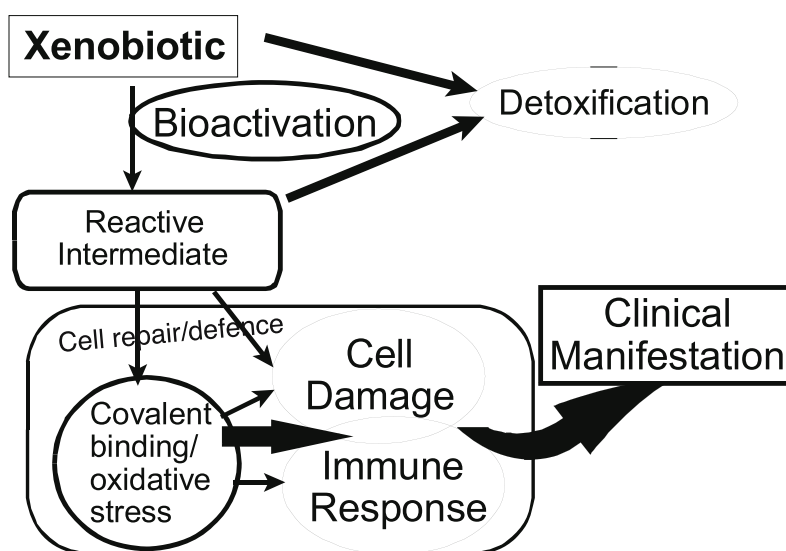 Xenobiotic
Detoxification
Bioactivation
Reactive
Intermediate
Clinical
Manifestation
Cell repair/defence
Cell
Damage
Covalent
binding/
oxidative
stress
Immune
Response